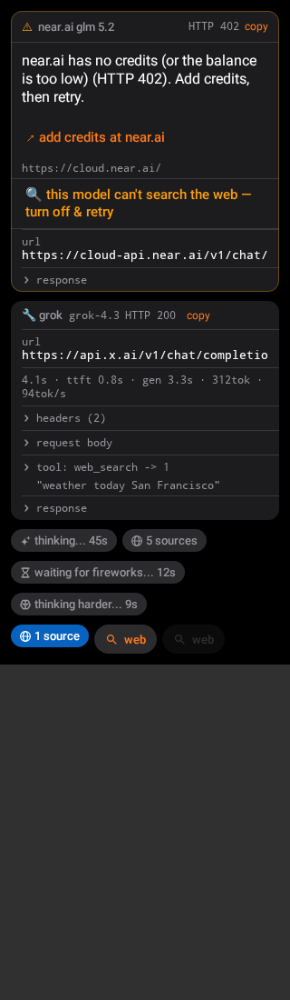 near.ai glm 5.2 HTTP 402 copy
near.ai has no credits (or the balance
is too low) (HTTP 402). Add credits,
then retry.
↗ add credits at near.ai
https://cloud.near.ai/
🔍 this model can't search the web —
turn off & retry
url
https://cloud-api.near.ai/v1/chat/
> response
🔧 grok grok-4.3 HTTP 200 copy
url
https://api.x.ai/v1/chat/completio
4.1s · ttft 0.8s · gen 3.3s · 312tok ·
94tok/s
> headers (2)
> request body
> tool: web_search -> 1
"weather today San Francisco"
> response
thinking... 45s 5 sources
waiting for fireworks... 12s
thinking harder... 9s
1 source web web